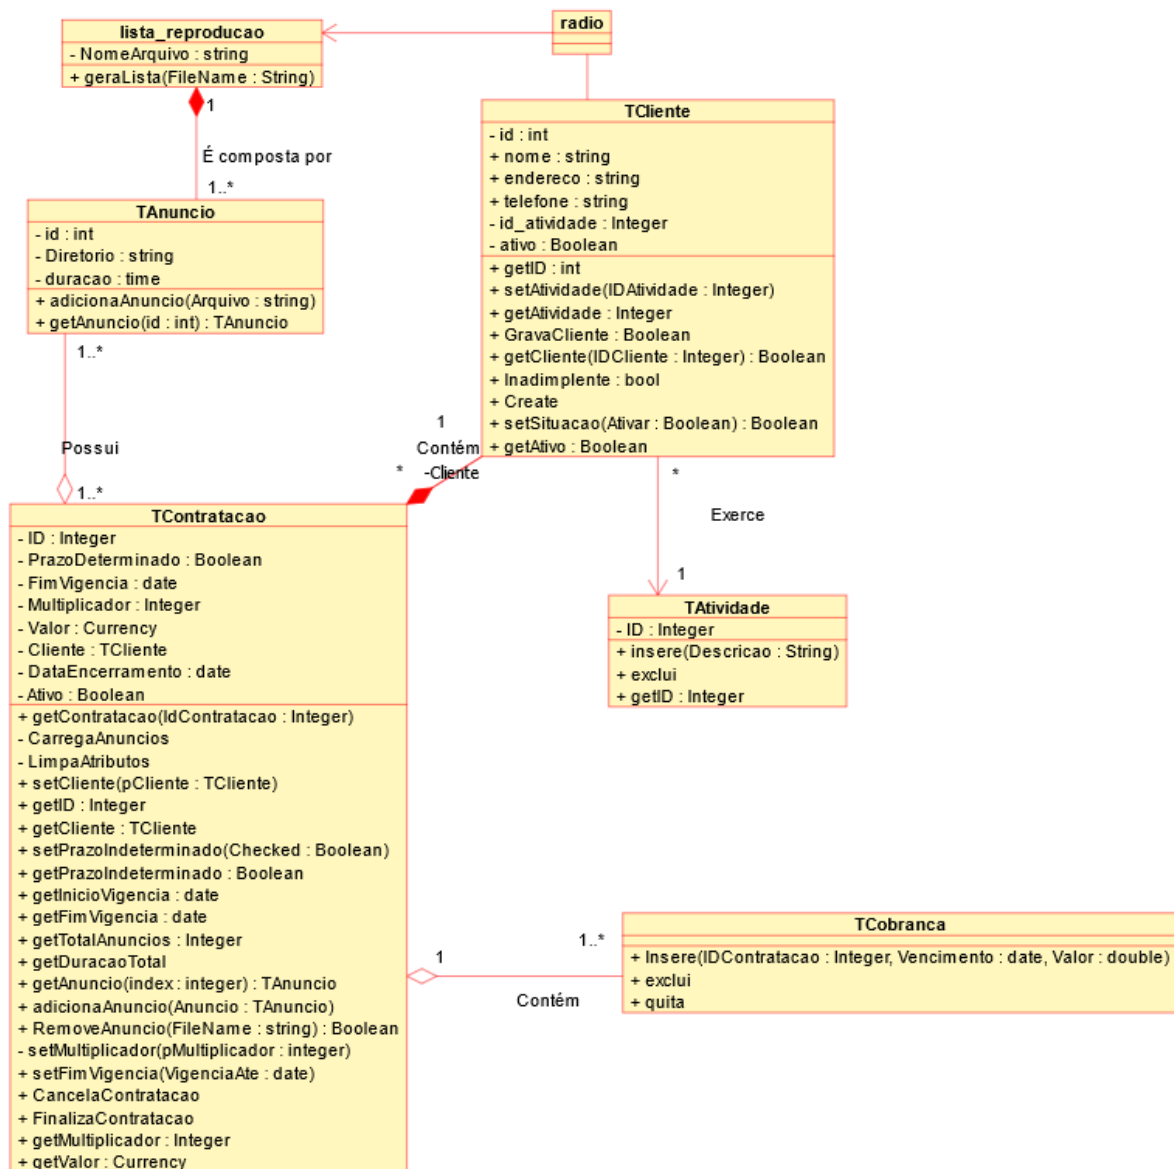 lista_reproducao
- NomeArquivo : string
+ geraLista(FileName : String)
radio
1
É composta por
1..*
TAnuncio
- id : int
- Diretorio : string
- duracao : time
+ adicionaAnuncio(Arquivo : string)
+ getAnuncio(id : int) : TAnuncio
1..*
Possui
1..*
TCliente
- id : int
+ nome : string
+ endereco : string
+ telefone : string
- id_atividade : Integer
- ativo : Boolean
+ getID : int
+ setAtividade(IDAtividade : Integer)
+ getAtividade : Integer
+ GravaCliente : Boolean
+ getCliente(IDCliente : Integer) : Boolean
+ Inadimplente : bool
+ Create
+ setSituacao(Ativar : Boolean) : Boolean
+ getAtivo : Boolean
1
Contém
* -Cliente
*
Exerce
1
TAtividade
- ID : Integer
+ insere(Descricao : String)
+ exclui
+ getID : Integer
TContratacao
- ID : Integer
- PrazoDeterminado : Boolean
- FimVigencia : date
- Multiplicador : Integer
- Valor : Currency
- Cliente : TCliente
- DataEncerramento : date
- Ativo : Boolean
+ getContratacao(IdContratacao : Integer)
- CarregaAnuncios
- LimpaAtributos
+ setCliente(pCliente : TCliente)
+ getID : Integer
+ getCliente : TCliente
+ setPrazoIndeterminado(Checked : Boolean)
+ getPrazoIndeterminado : Boolean
+ getInicioVigencia : date
+ getFimVigencia : date
+ getTotalAnuncios : Integer
+ getDuracaoTotal
+ getAnuncio(index : integer) : TAnuncio
+ adicionaAnuncio(Anuncio : TAnuncio)
+ RemoveAnuncio(FileName : string) : Boolean
- setMultiplicador(pMultiplicador : integer)
+ setFimVigencia(VigenciaAte : date)
+ CancelaContratacao
+ FinalizaContratacao
+ getMultiplicador : Integer
+ getValor : Currency
1
Contém
1..*
TCobranca
+ Insere(IDContratacao : Integer, Vencimento : date, Valor : double)
+ exclui
+ quita